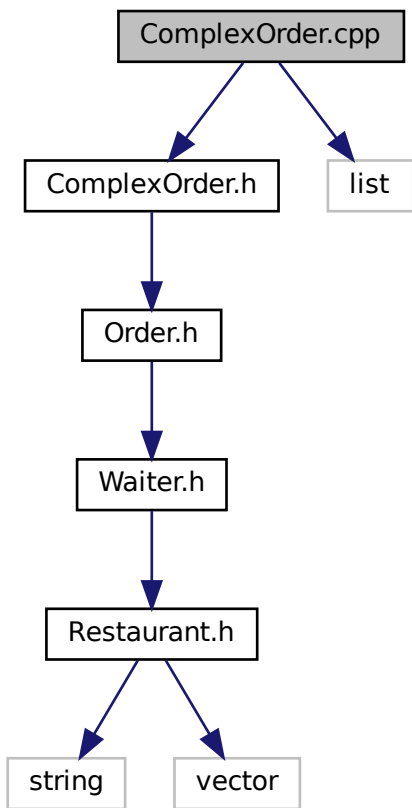 ComplexOrder.cpp
ComplexOrder.h
list
Order.h
Waiter.h
Restaurant.h
string
vector